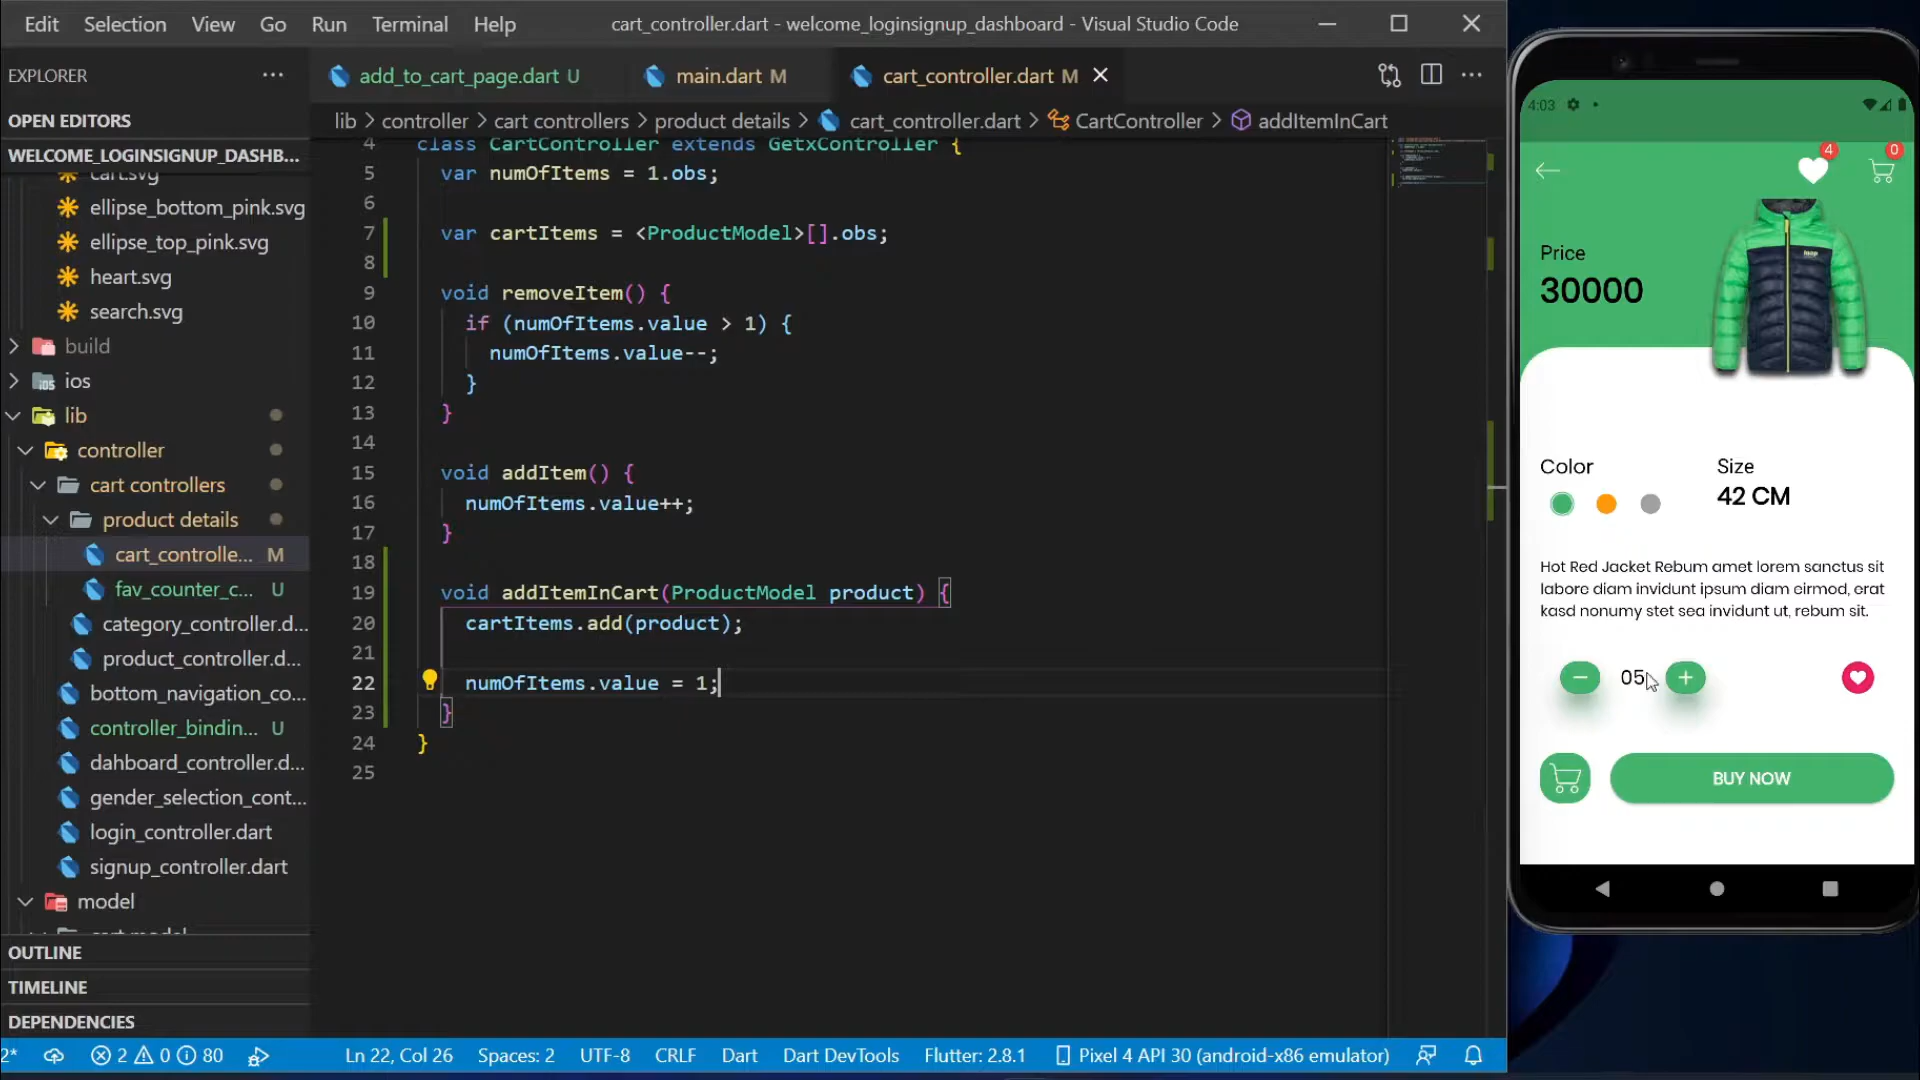 Edit Selection View Go Run Terminal Help
cart_controller.dart - welcome_loginsignup_dashboard - Visual Studio Code
EXPLORER
add_to_cart_page.dart U
main.dart M
cart_controller.dart M
OPEN EDITORS
lib > controller > cart controllers > product details > cart_controller.dart > CartController > addItemInCart
WELCOME_LOGINSIGNUP_DASHB...
cart.svg
ellipse_bottom_pink.svg
ellipse_top_pink.svg
heart.svg
search.svg
build
ios
lib
controller
cart controllers
product details
cart_controlle... M
fav_counter_c... U
category_controller.d...
product_controller.d...
bottom_navigation_co...
controller_bindin... U
dahboard_controller.d...
gender_selection_cont...
login_controller.dart
signup_controller.dart
model
cart model
OUTLINE
TIMELINE
DEPENDENCIES
4 class CartController extends GetxController {
5 var numOfItems = 1.obs;
6
7 var cartItems = <ProductModel>[].obs;
8
9 void removeItem() {
10 if (numOfItems.value > 1) {
11 numOfItems.value--;
12 }
13 }
14
15 void addItem() {
16 numOfItems.value++;
17 }
18
19 void addItemInCart(ProductModel product) {
20 cartItems.add(product);
21
22 numOfItems.value = 1;
23 }
24 }
25
4:03
4
0
Price
30000
Color
Size
42 CM
Hot Red Jacket Rebum amet lorem sanctus sit
labore diam invidunt ipsum diam eirmod, erat
kasd nonumy stet sea invidunt ut, rebum sit.
− 05 +
BUY NOW
2* 2 0 80 Ln 22, Col 26 Spaces: 2 UTF-8 CRLF Dart Dart DevTools Flutter: 2.8.1 Pixel 4 API 30 (android-x86 emulator)